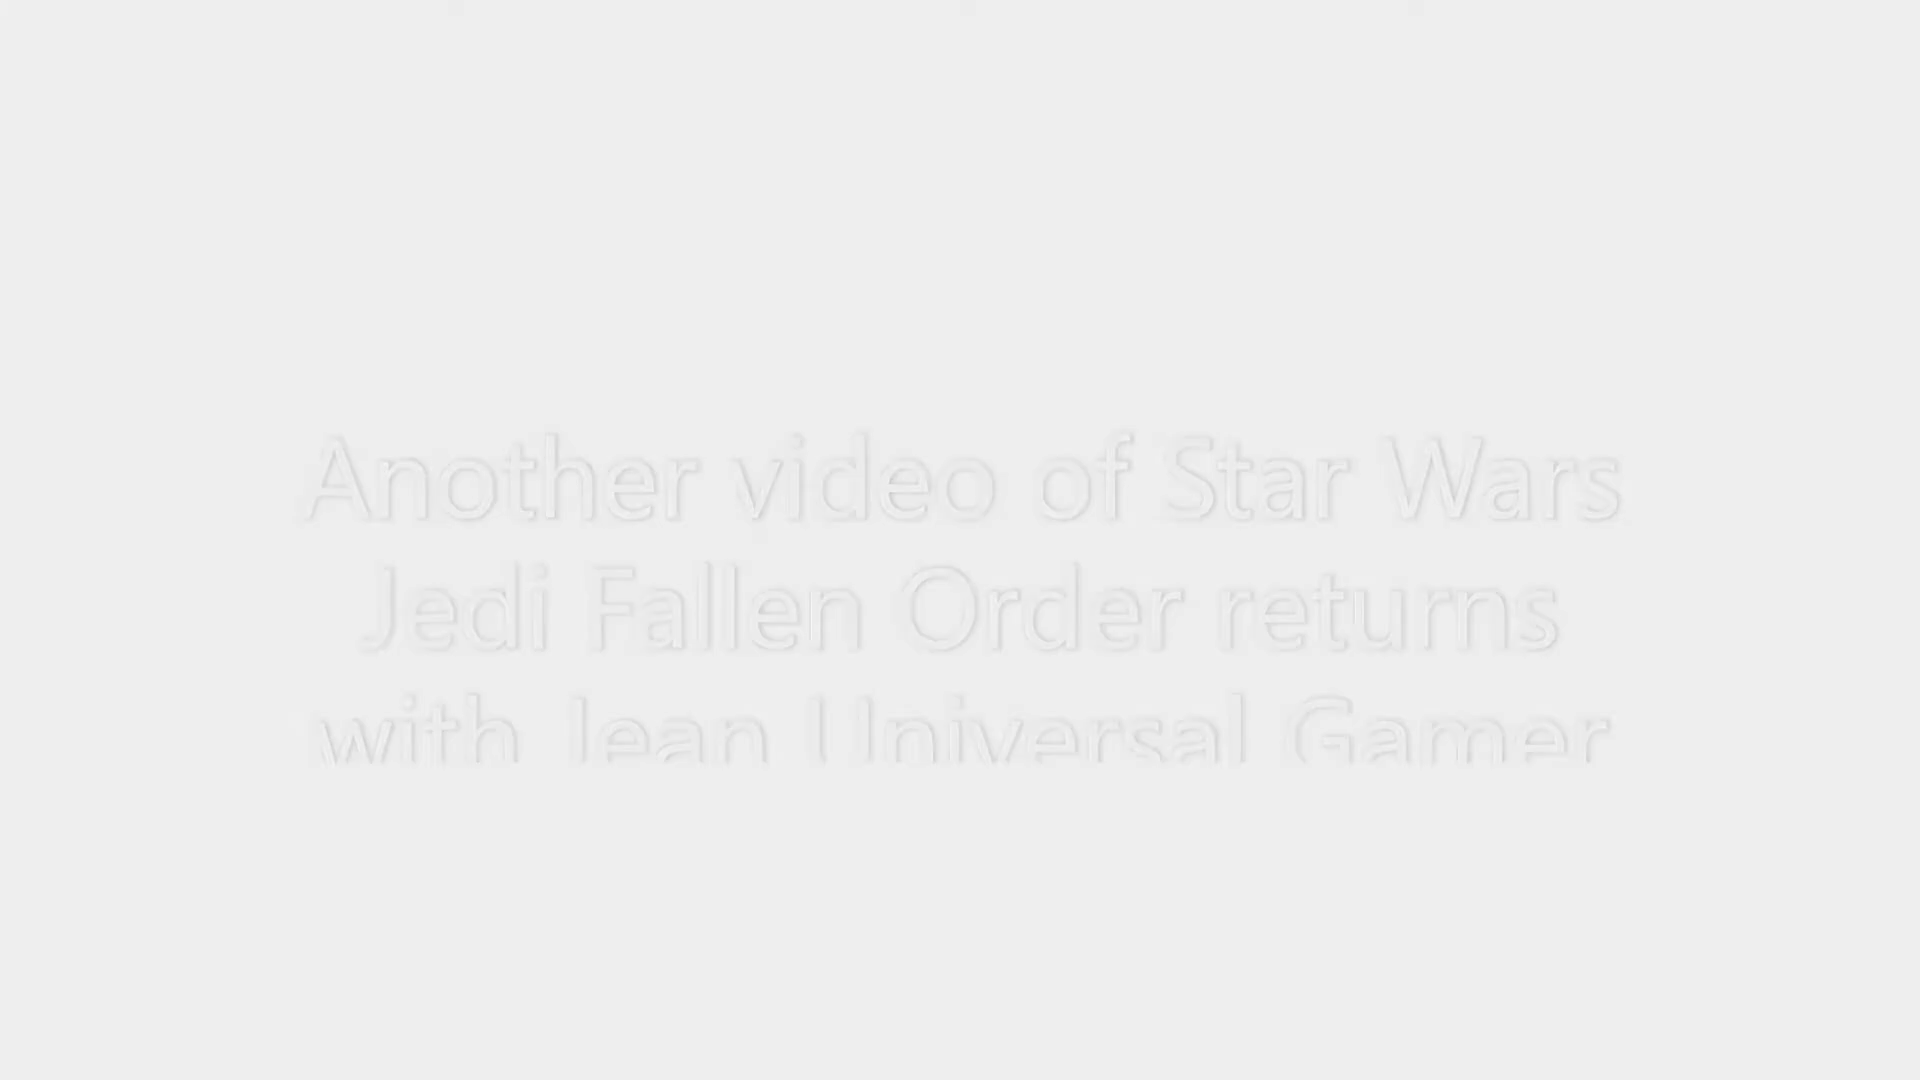 Another video of Star Wars
Jedi Fallen Order returns
with Jean Universal Gamer